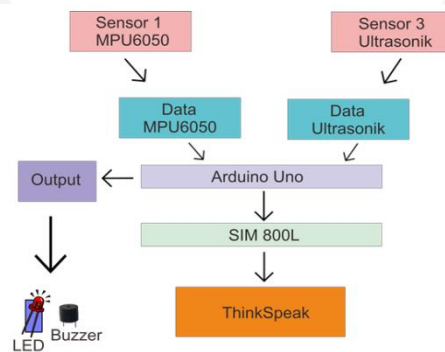 Sensor 1
MPU6050
Sensor 3
Ultrasonik
Data
MPU6050
Data
Ultrasonik
Output
Arduino Uno
SIM 800L
ThinkSpeak
LED
Buzzer